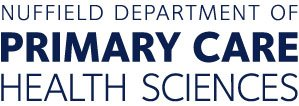 NUFFIELD DEPARTMENT OF
PRIMARY CARE
HEALTH SCIENCES